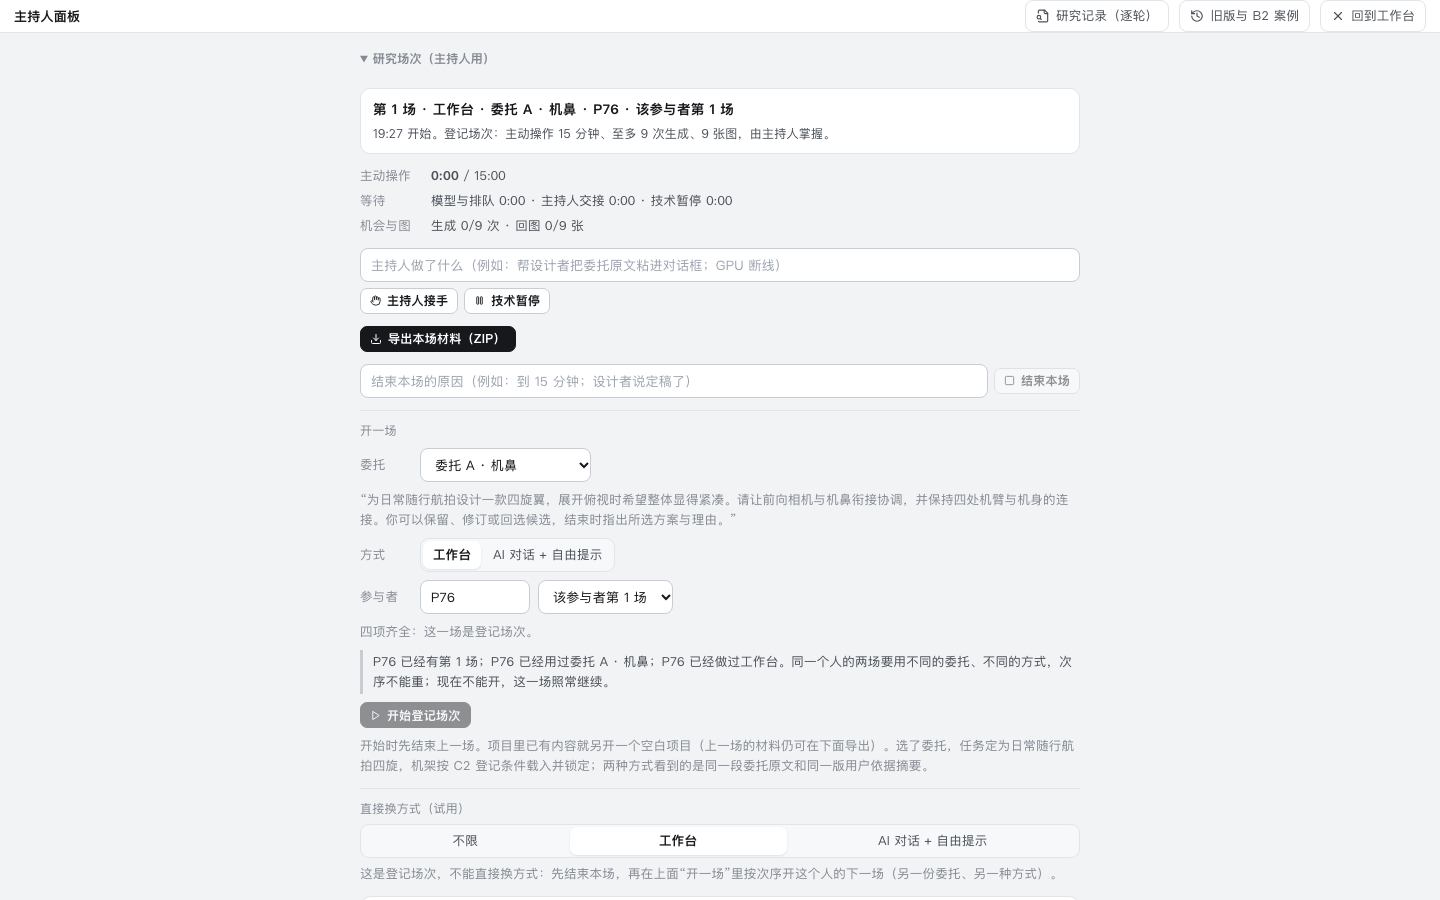 主持人面板
研究记录（逐轮）
旧版与 B2 案例
回到工作台
▼ 研究场次（主持人用）
第 1 场 · 工作台 · 委托 A · 机鼻 · P76 · 该参与者第 1 场
19:27 开始。登记场次：主动操作 15 分钟、至多 9 次生成、9 张图，由主持人掌握。
主动操作 0:00 / 15:00
等待 模型与排队 0:00 · 主持人交接 0:00 · 技术暂停 0:00
机会与图 生成 0/9 次 · 回图 0/9 张
主持人做了什么（例如：帮设计者把委托原文粘进对话框；GPU 断线）
主持人接手 技术暂停
导出本场材料（ZIP）
结束本场的原因（例如：到 15 分钟；设计者说定稿了） 结束本场
开一场
委托 委托 A · 机鼻
“为日常随行航拍设计一款四旋翼，展开俯视时希望整体显得紧凑。请让前向相机与机鼻衔接协调，并保持四处机臂与机身的连
接。你可以保留、修订或回选候选，结束时指出所选方案与理由。”
方式 工作台 AI 对话 + 自由提示
参与者 P76 该参与者第 1 场
四项齐全：这一场是登记场次。
P76 已经有第 1 场；P76 已经用过委托 A · 机鼻；P76 已经做过工作台。同一个人的两场要用不同的委托、不同的方式，次
序不能重；现在不能开，这一场照常继续。
开始登记场次
开始时先结束上一场。项目里已有内容就另开一个空白项目（上一场的材料仍可在下面导出）。选了委托，任务定为日常随行航
拍四旋，机架按 C2 登记条件载入并锁定；两种方式看到的是同一段委托原文和同一版用户依据摘要。
直接换方式（试用）
不限 工作台 AI 对话 + 自由提示
这是登记场次，不能直接换方式：先结束本场，再在上面“开一场”里按次序开这个人的下一场（另一份委托、另一种方式）。